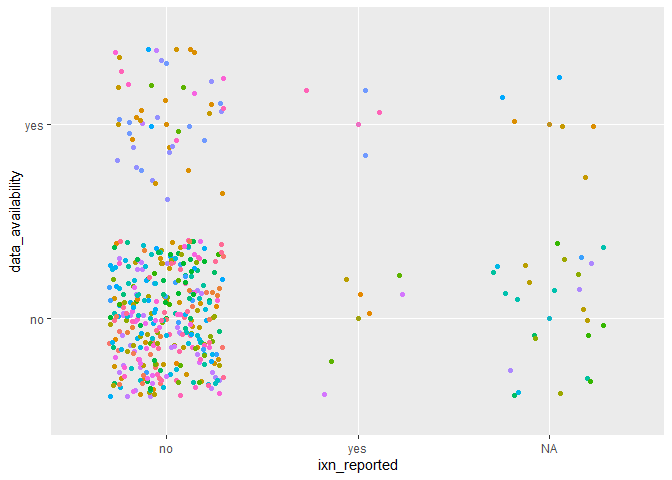 yes
data_availability
no
no yes NA
ixn_reported